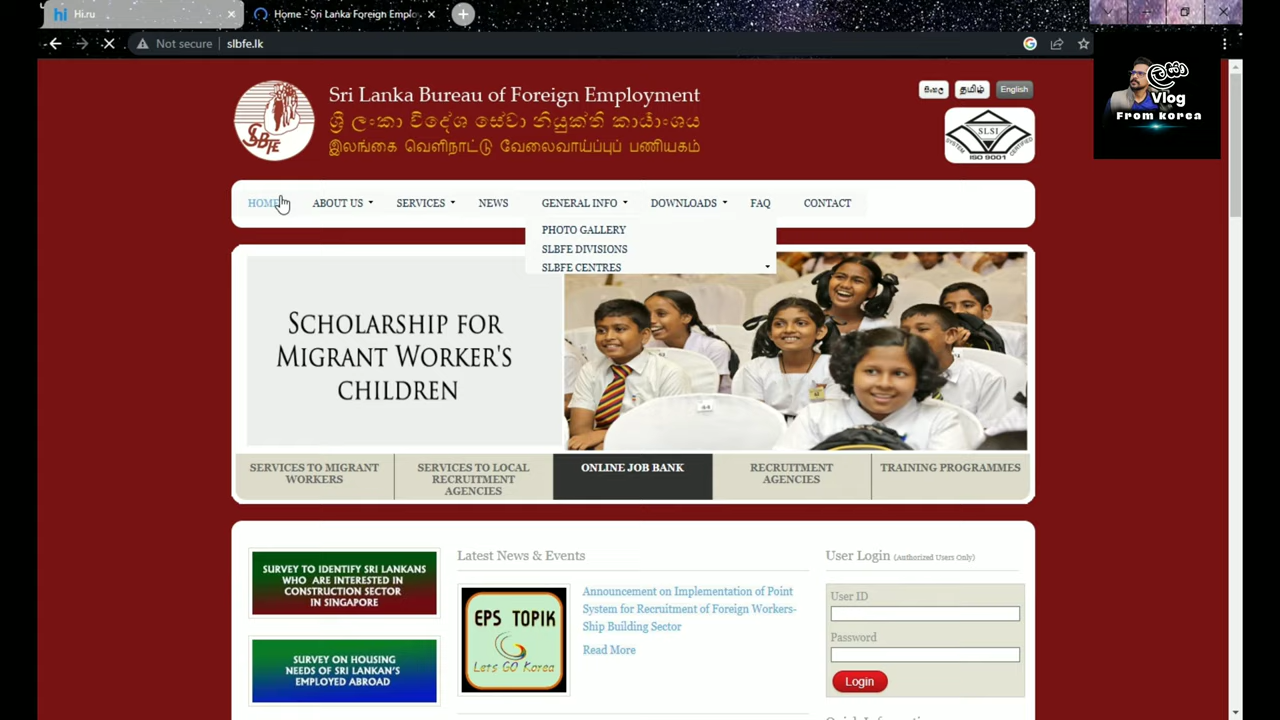 Hi.ru
Home - Sri Lanka Foreign Emplo
Not secure
slbfe.lk
ලසා
Vlog
From korea
SLBFE
Sri Lanka Bureau of Foreign Employment
ශ්‍රී ලංකා විදේශ සේවා නියුක්ති කාර්යාංශය
இலங்கை வெளிநாட்டு வேலைவாய்ப்புப் பணியகம்
සිංහල
தமிழ்
English
SLSI
SYSTEM
CERTIFIED
ISO 9001
HOME
ABOUT US
SERVICES
NEWS
GENERAL INFO
DOWNLOADS
FAQ
CONTACT
PHOTO GALLERY
SLBFE DIVISIONS
SLBFE CENTRES
SCHOLARSHIP FOR
MIGRANT WORKER'S
CHILDREN
SERVICES TO MIGRANT
WORKERS
SERVICES TO LOCAL
RECRUITMENT
AGENCIES
ONLINE JOB BANK
RECRUITMENT
AGENCIES
TRAINING PROGRAMMES
SURVEY TO IDENTIFY SRI LANKANS
WHO ARE INTERESTED IN
CONSTRUCTION SECTOR
IN SINGAPORE
SURVEY ON HOUSING
NEEDS OF SRI LANKAN'S
EMPLOYED ABROAD
Latest News & Events
EPS TOPIK
Lets GO Korea
Announcement on Implementation of Point
System for Recruitment of Foreign Workers-
Ship Building Sector
Read More
User Login (Authorized Users Only)
User ID
Password
Login